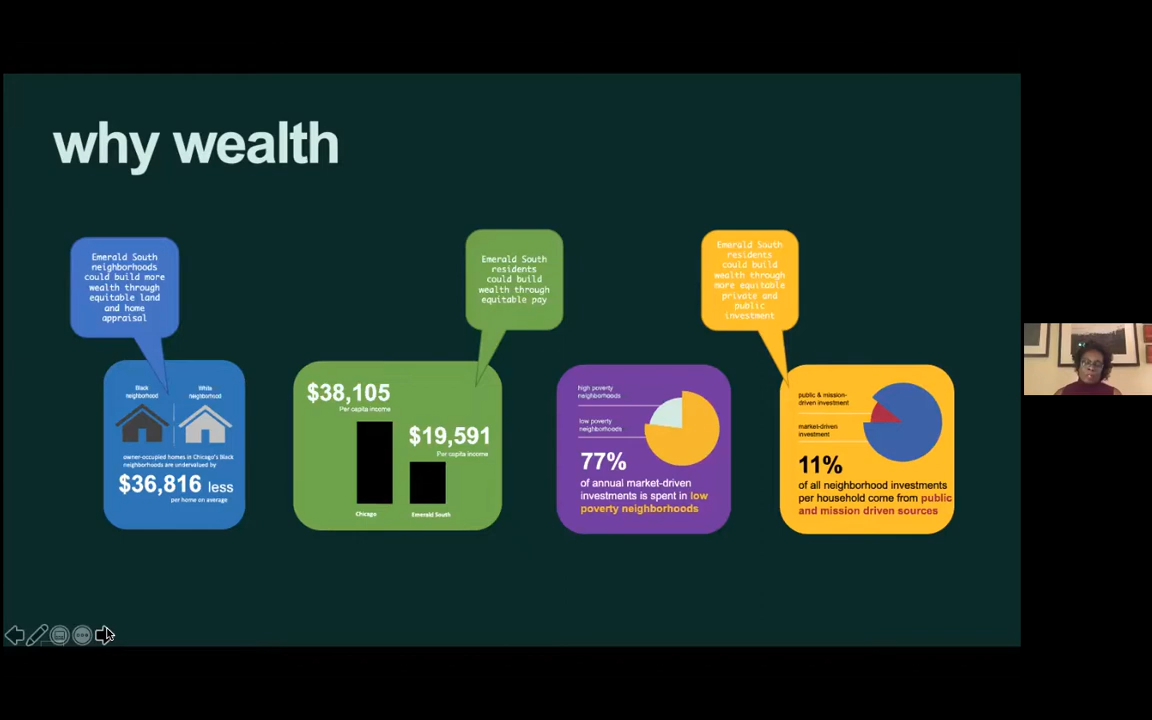 why wealth
Emerald South
neighborhoods
could build more
wealth through
equitable land
and home
appraisal
Emerald South
residents
could build
wealth through
equitable pay
Emerald South
residents
could build
wealth through
more equitable
private and
public
investment
Black
neighborhood
White
neighborhood
owner-occupied homes in Chicago's Black
neighborhoods are undervalued by
$36,816 less
per home on average
$38,105
Per capita income
$19,591
Per capita income
Chicago
Emerald South
high poverty
neighborhoods
low poverty
neighborhoods
77%
of annual market-driven
investments is spent in low
poverty neighborhoods
public & mission-
driven investment
market-driven
investment
11%
of all neighborhood investments
per household come from public
and mission driven sources